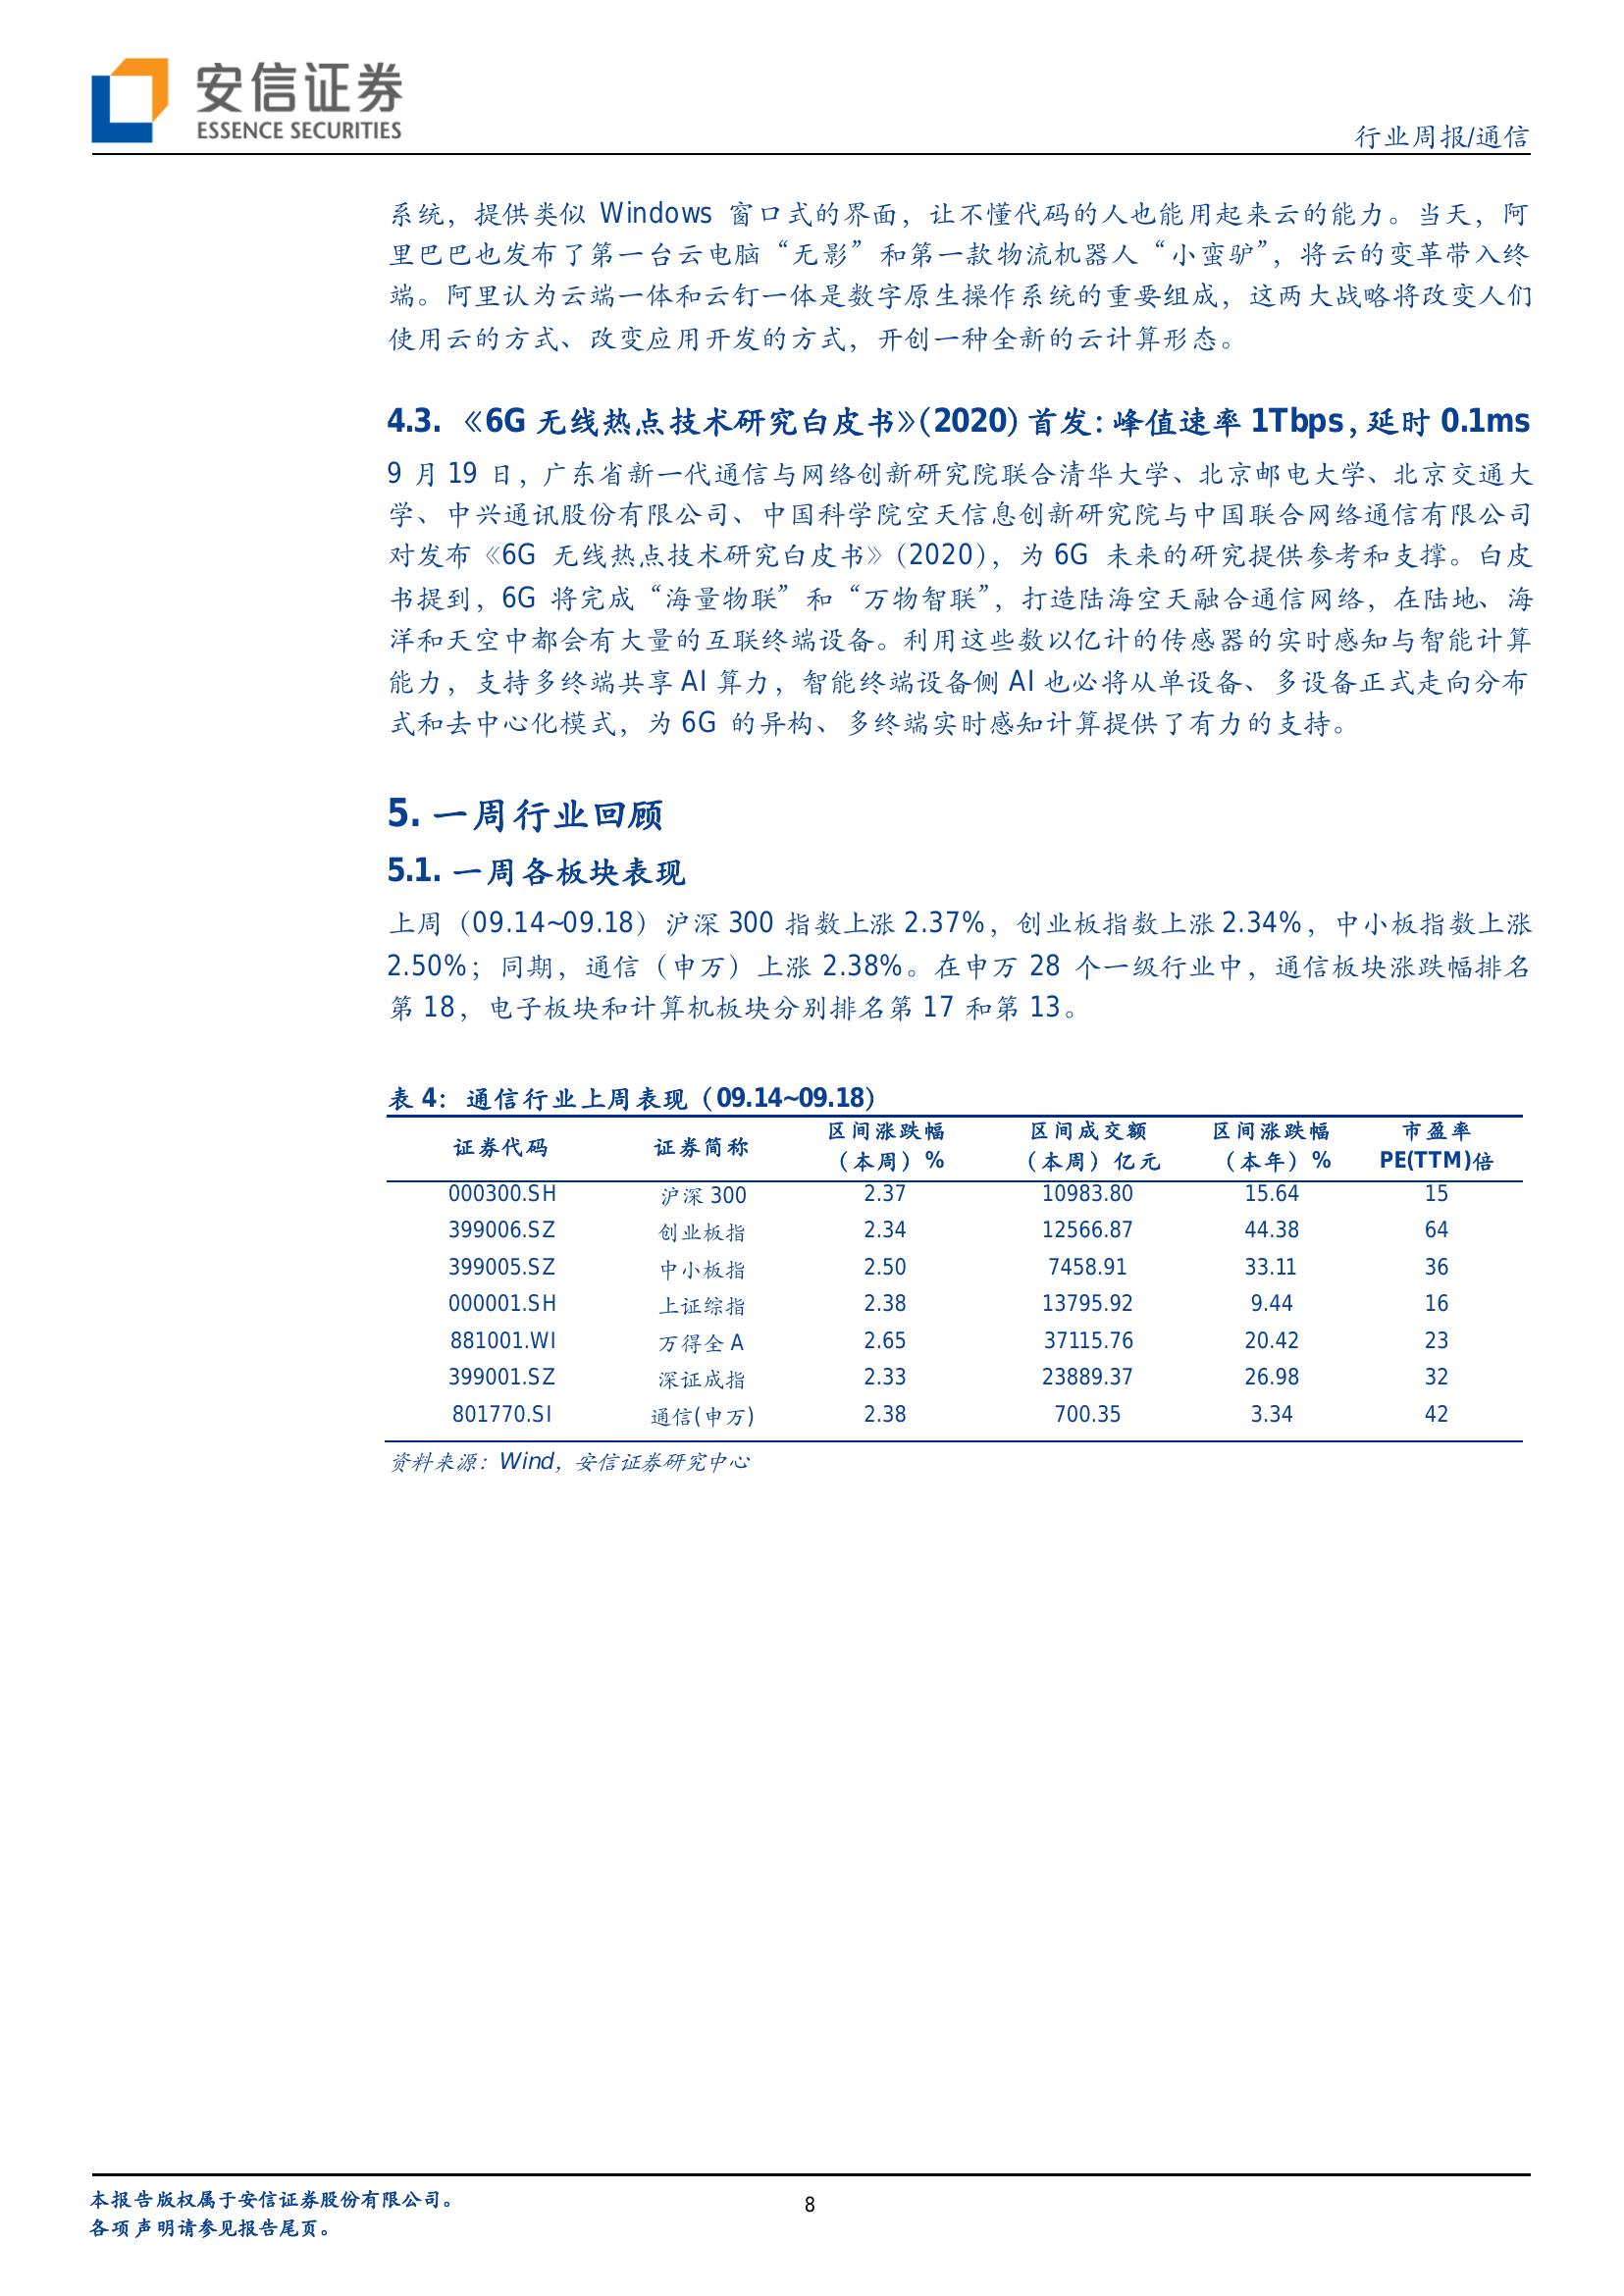 安信证券
ESSENCE SECURITIES
行业周报/通信
系统，提供类似 Windows 窗口式的界面，让不懂代码的人也能用起来云的能力。当天，阿
里巴巴也发布了第一台云电脑“无影”和第一款物流机器人“小蛮驴”，将云的变革带入终
端。阿里认为云端一体和云钉一体是数字原生操作系统的重要组成，这两大战略将改变人们
使用云的方式、改变应用开发的方式，开创一种全新的云计算形态。
4.3. 《6G 无线热点技术研究白皮书》（2020）首发：峰值速率 1Tbps，延时 0.1ms
9 月 19 日，广东省新一代通信与网络创新研究院联合清华大学、北京邮电大学、北京交通大
学、中兴通讯股份有限公司、中国科学院空天信息创新研究院与中国联合网络通信有限公司
对发布《6G 无线热点技术研究白皮书》（2020），为 6G 未来的研究提供参考和支撑。白皮
书提到，6G 将完成“海量物联”和“万物智联”，打造陆海空天融合通信网络，在陆地、海
洋和天空中都会有大量的互联终端设备。利用这些数以亿计的传感器的实时感知与智能计算
能力，支持多终端共享 AI 算力，智能终端设备侧 AI 也必将从单设备、多设备正式走向分布
式和去中心化模式，为 6G 的异构、多终端实时感知计算提供了有力的支持。
5. 一周行业回顾
5.1. 一周各板块表现
上周（09.14~09.18）沪深 300 指数上涨 2.37%，创业板指数上涨 2.34%，中小板指数上涨
2.50%；同期，通信（申万）上涨 2.38%。在申万 28 个一级行业中，通信板块涨跌幅排名
第 18，电子板块和计算机板块分别排名第 17 和第 13。
表 4：通信行业上周表现（09.14~09.18）
证券代码 证券简称 区间涨跌幅（本周）% 区间成交额（本周）亿元 区间涨跌幅（本年）% 市盈率 PE(TTM)倍
000300.SH 沪深 300 2.37 10983.80 15.64 15
399006.SZ 创业板指 2.34 12566.87 44.38 64
399005.SZ 中小板指 2.50 7458.91 33.11 36
000001.SH 上证综指 2.38 13795.92 9.44 16
881001.WI 万得全 A 2.65 37115.76 20.42 23
399001.SZ 深证成指 2.33 23889.37 26.98 32
801770.SI 通信(申万) 2.38 700.35 3.34 42
资料来源：Wind，安信证券研究中心
本报告版权属于安信证券股份有限公司。
各项声明请参见报告尾页。
8